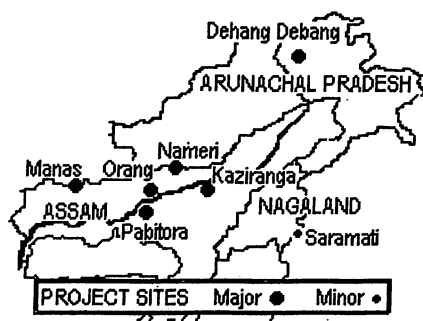 Dehang Debang
ARUNACHAL PRADESH
Nameri
Manas Orang
Kaziranga
ASSAM
NAGALAND
Pabitora
Saramati
PROJECT SITES Major Minor